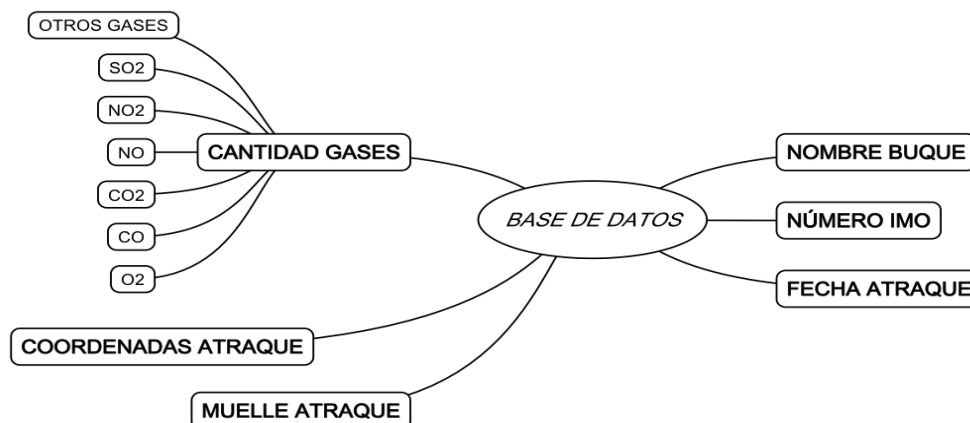 OTROS GASES
SO2
NO2
NO
CO2
CO
O2
CANTIDAD GASES
COORDENADAS ATRAQUE
MUELLE ATRAQUE
BASE DE DATOS
NOMBRE BUQUE
NÚMERO IMO
FECHA ATRAQUE